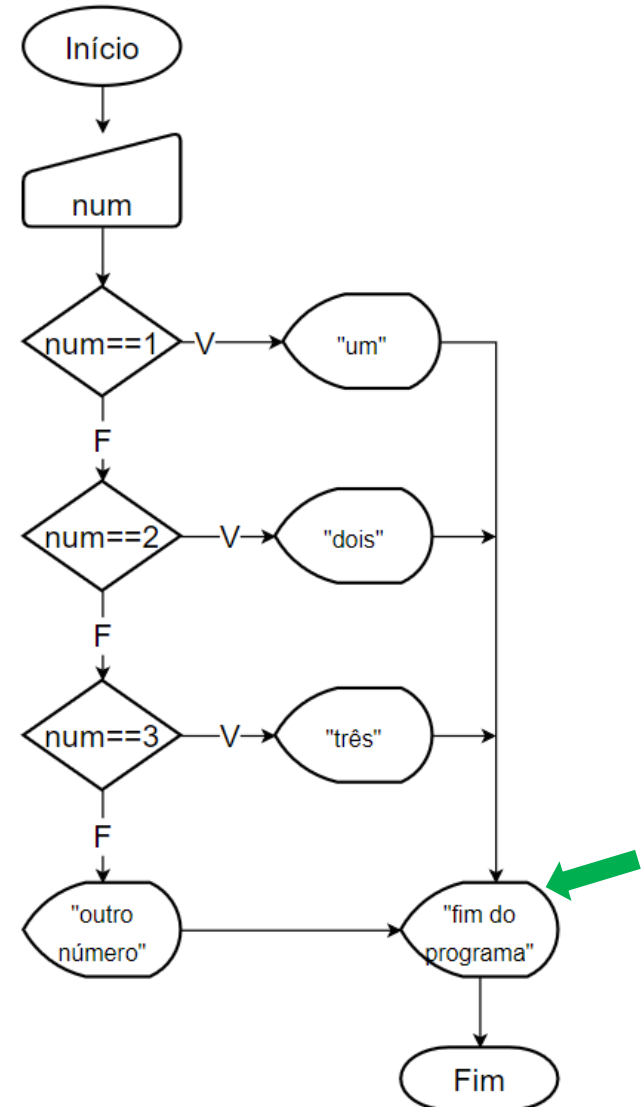 Início
num
num==1
V
"um"
F
num==2
V
"dois"
F
num==3
V
"três"
F
"outro
número"
"fim do
programa"
Fim